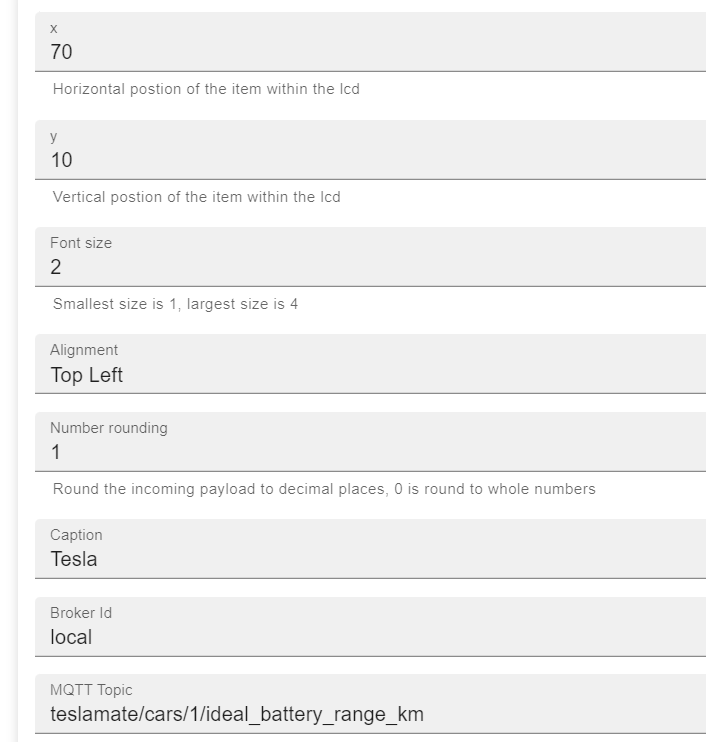 x
70
Horizontal postion of the item within the lcd
y
10
Vertical postion of the item within the lcd
Font size
2
Smallest size is 1, largest size is 4
Alignment
Top Left
Number rounding
1
Round the incoming payload to decimal places, 0 is round to whole numbers
Caption
Tesla
Broker Id
local
MQTT Topic
teslamate/cars/1/ideal_battery_range_km